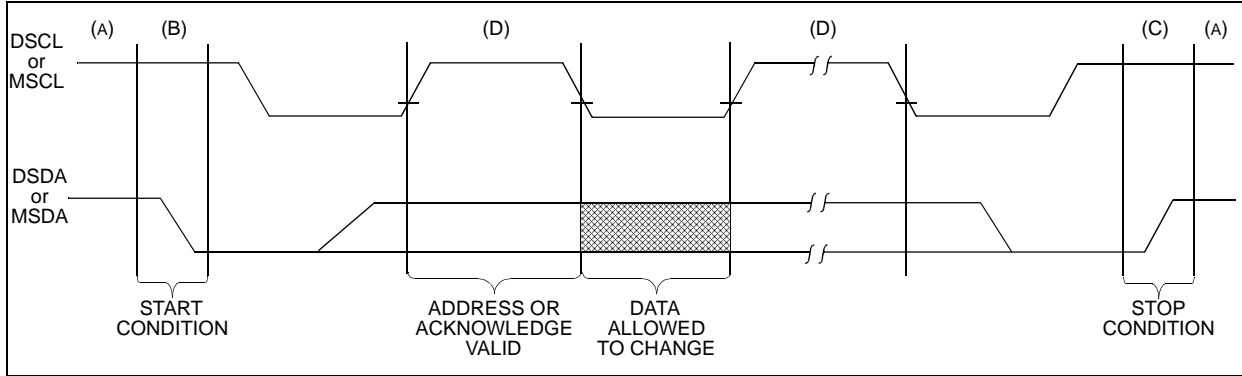 (A) (B) (D) (D) (C) (A)
DSCL
or
MSCL
DSDA
or
MSDA
START
CONDITION
ADDRESS OR
ACKNOWLEDGE
VALID
DATA
ALLOWED
TO CHANGE
STOP
CONDITION